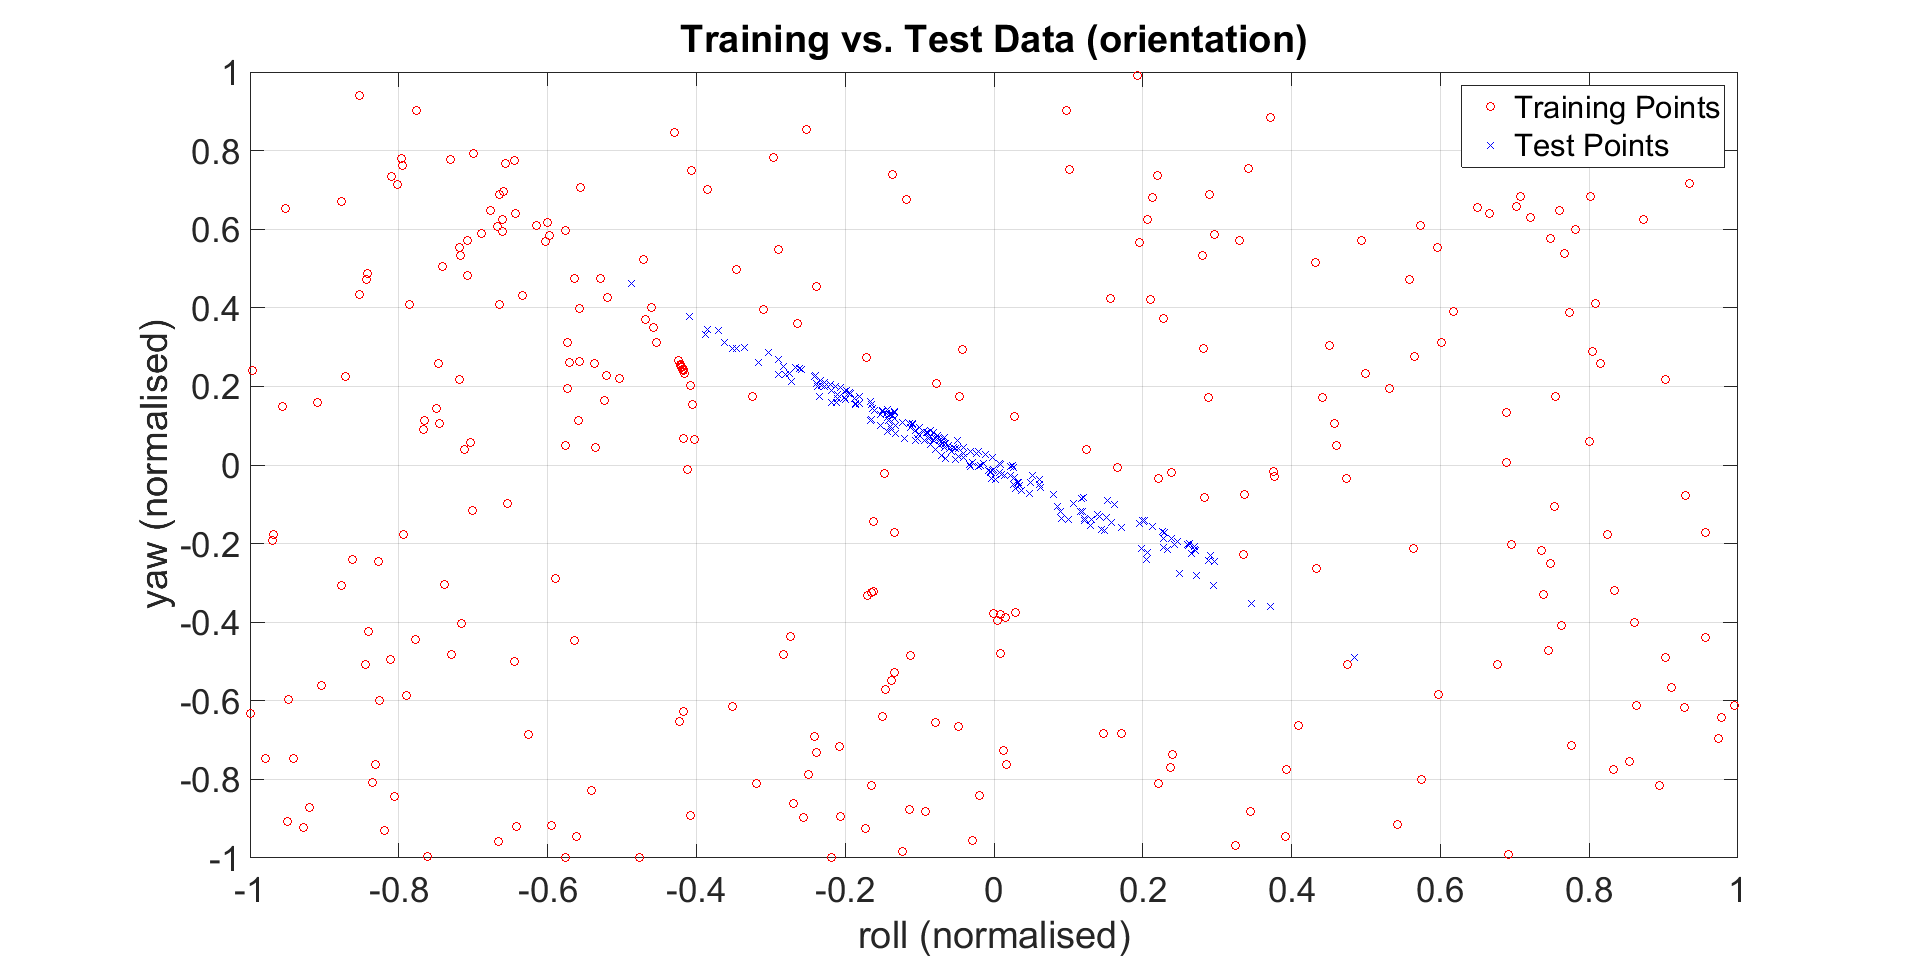 Training vs. Test Data (orientation)
Training Points
Test Points
yaw (normalised)
1
0.8
0.6
0.4
0.2
0
-0.2
-0.4
-0.6
-0.8
-1
-1 -0.8 -0.6 -0.4 -0.2 0 0.2 0.4 0.6 0.8 1
roll (normalised)